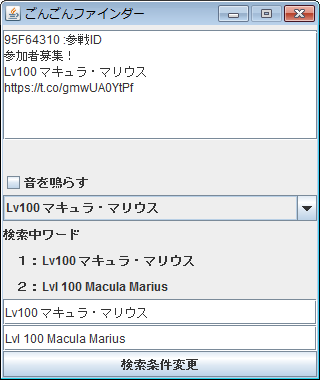 ごんごんファインダー
95F64310 :参戦ID
参加者募集！
Lv100 マキュラ・マリウス
https://t.co/gmwUA0YtPf
音を鳴らす
Lv100 マキュラ・マリウス
検索中ワード
１：Lv100 マキュラ・マリウス
２：Lvl 100 Macula Marius
Lv100 マキュラ・マリウス
Lvl 100 Macula Marius
検索条件変更